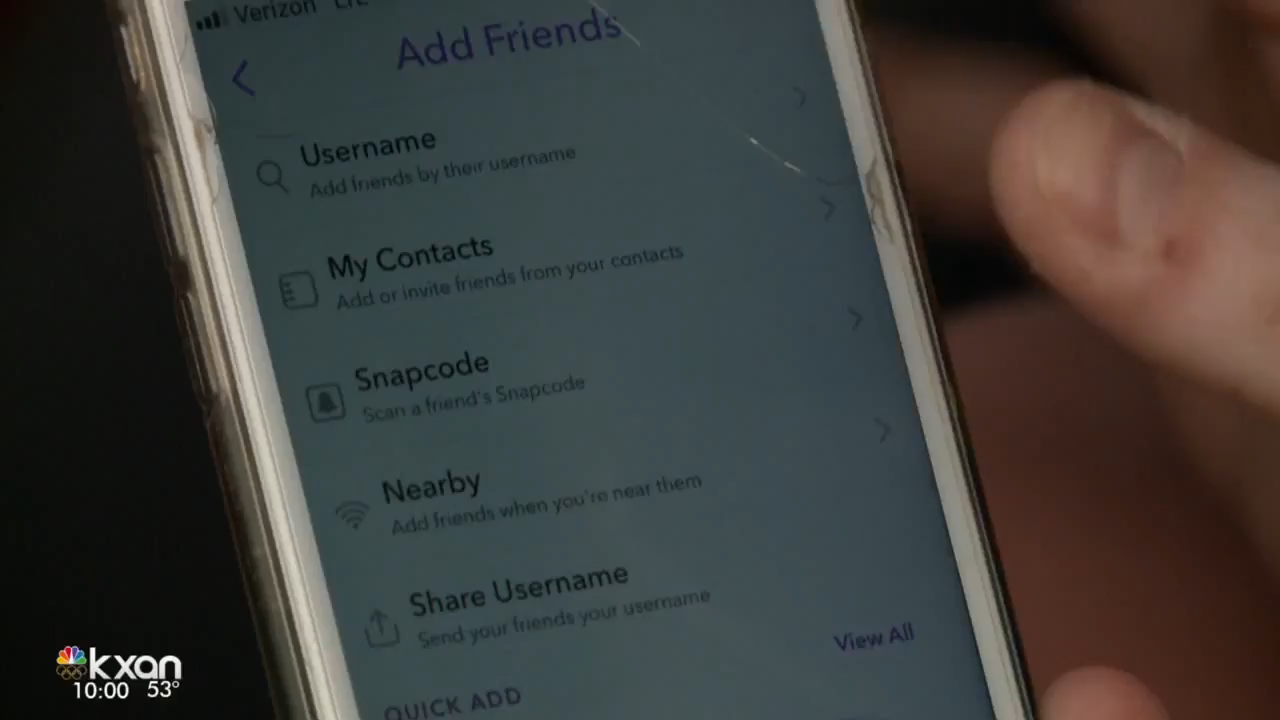 Verizon LTE
Add Friends
Username
Add friends by their username
My Contacts
Add or invite friends from your contacts
Snapcode
Scan a friend's Snapcode
Nearby
Add friends when you're near them
Share Username
Send your friends your username
View All
QUICK ADD
kxan
10:00 53°